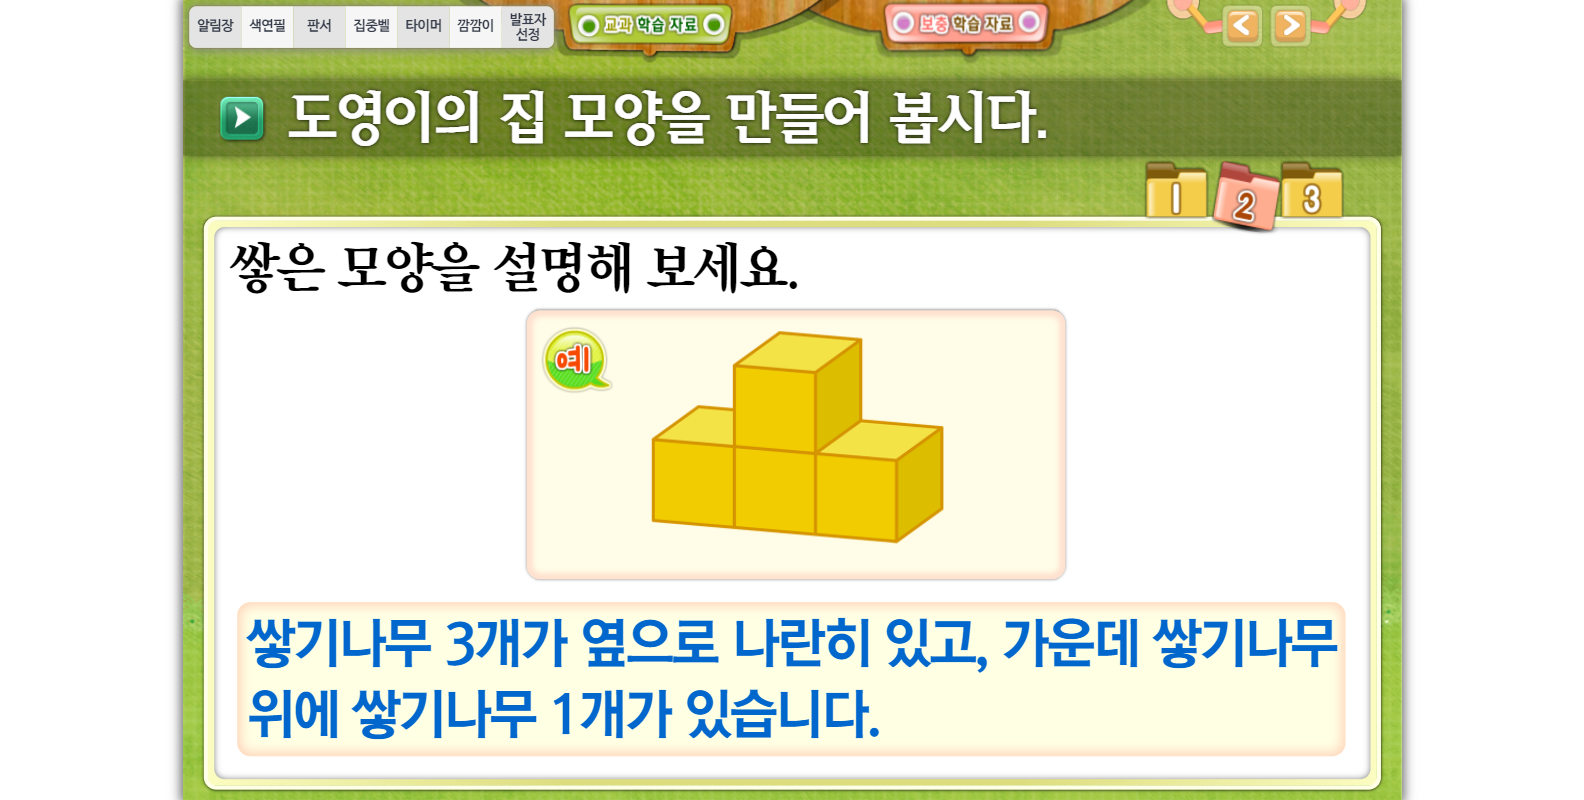 알림장 색연필 판서 집중벨 타이머 깜깜이 발표자 선정
교과 학습 자료 보충 학습 자료
도영이의 집 모양을 만들어 봅시다.
1 2 3
쌓은 모양을 설명해 보세요.
예
쌓기나무 3개가 옆으로 나란히 있고, 가운데 쌓기나무
위에 쌓기나무 1개가 있습니다.